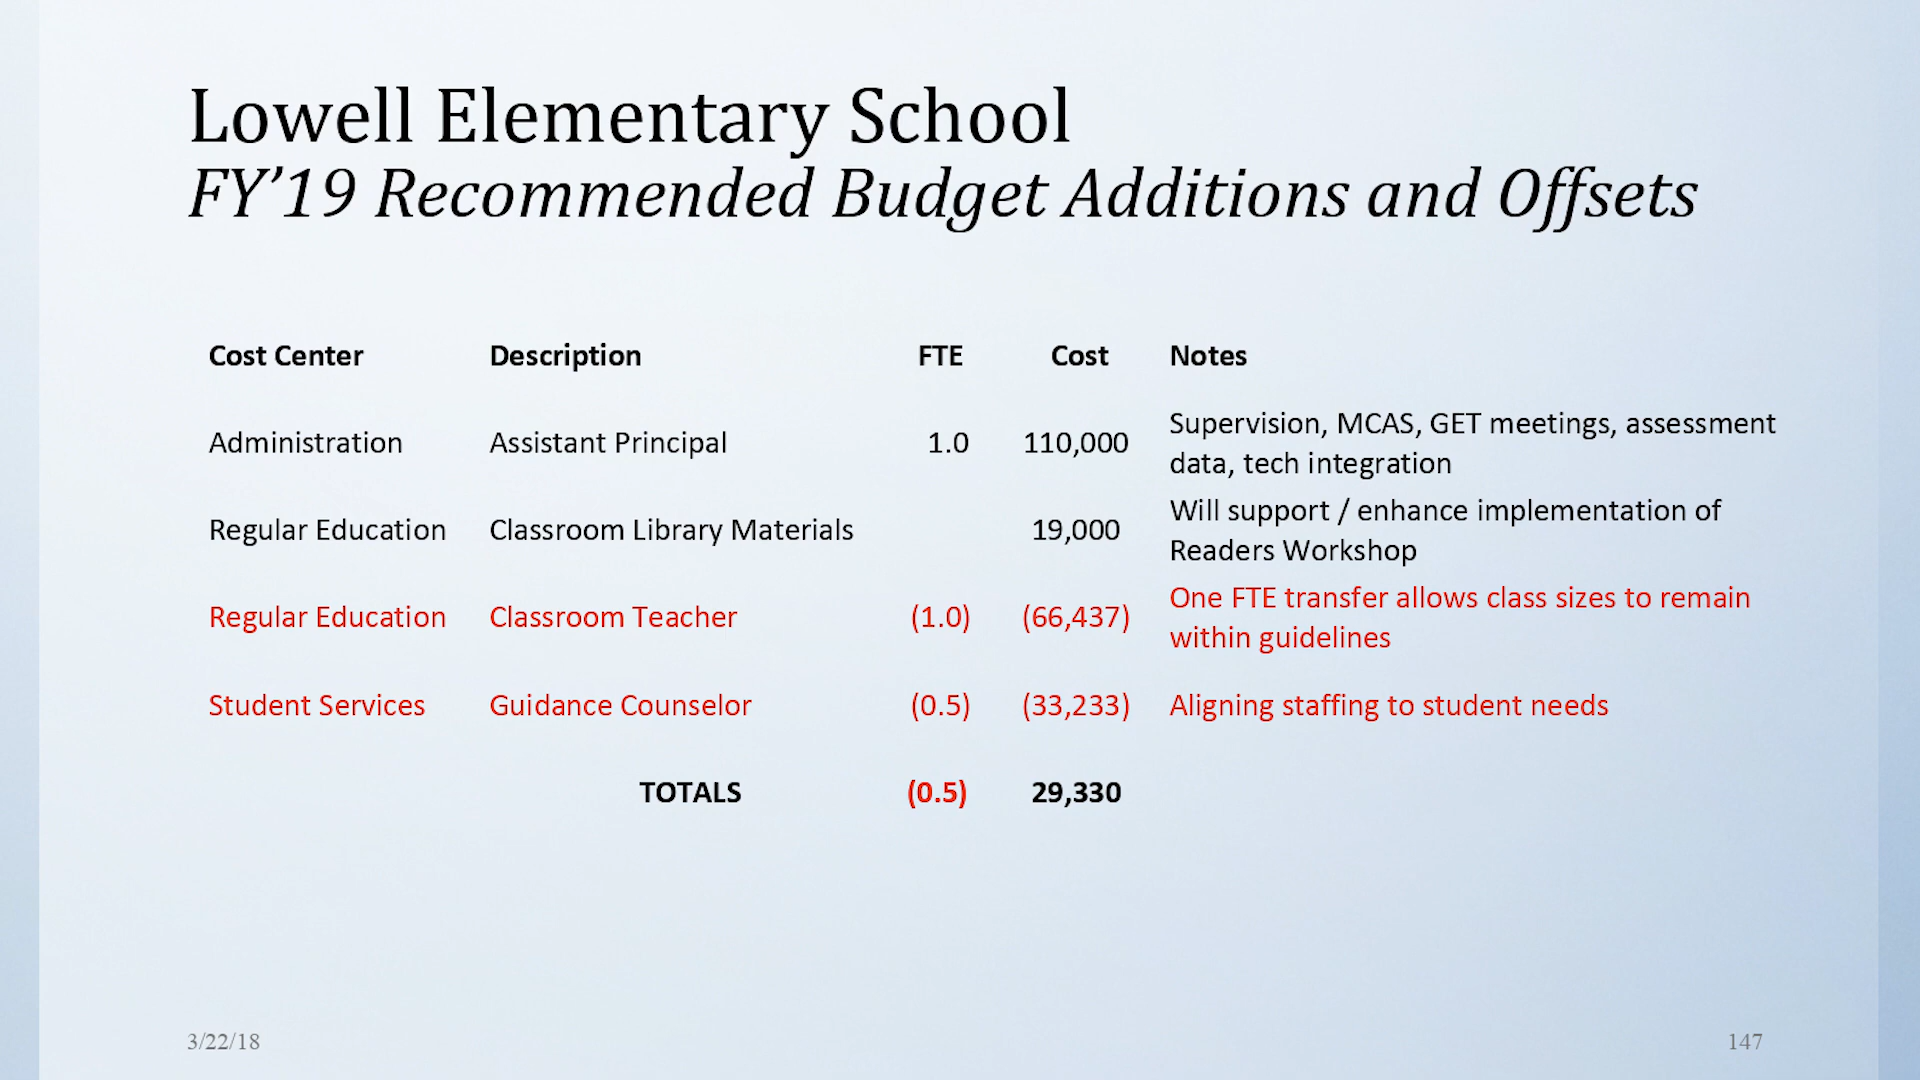 Lowell Elementary School
FY’19 Recommended Budget Additions and Offsets
Cost Center Description FTE Cost Notes
Administration Assistant Principal 1.0 110,000 Supervision, MCAS, GET meetings, assessment
data, tech integration
Regular Education Classroom Library Materials 19,000 Will support / enhance implementation of
Readers Workshop
Regular Education Classroom Teacher (1.0) (66,437) One FTE transfer allows class sizes to remain
within guidelines
Student Services Guidance Counselor (0.5) (33,233) Aligning staffing to student needs
TOTALS (0.5) 29,330
3/22/18 147